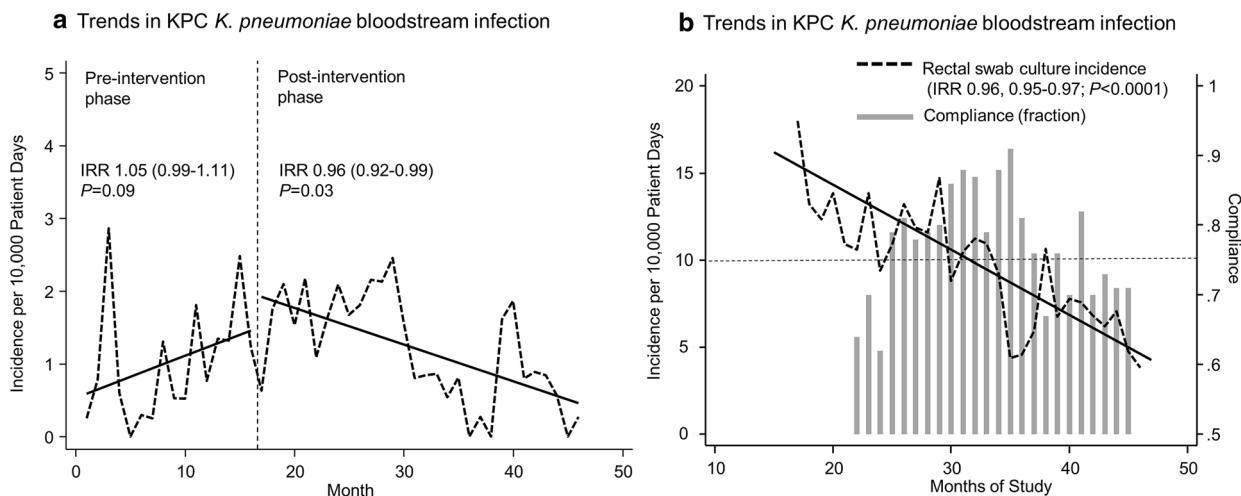 a Trends in KPC K. pneumoniae bloodstream infection
Pre-intervention
phase
Post-intervention
phase
IRR 1.05 (0.99-1.11)
P=0.09
IRR 0.96 (0.92-0.99)
P=0.03
Incidence per 10,000 Patient Days
5
4
3
2
1
0
0 10 20 30 40 50
Month
b Trends in KPC K. pneumoniae bloodstream infection
Rectal swab culture incidence
(IRR 0.96, 0.95-0.97; P<0.0001)
Compliance (fraction)
Incidence per 10,000 Patient Days
20
15
10
5
0
1
.9
.8
.7
.6
.5
Compliance
10 20 30 40 50
Months of Study